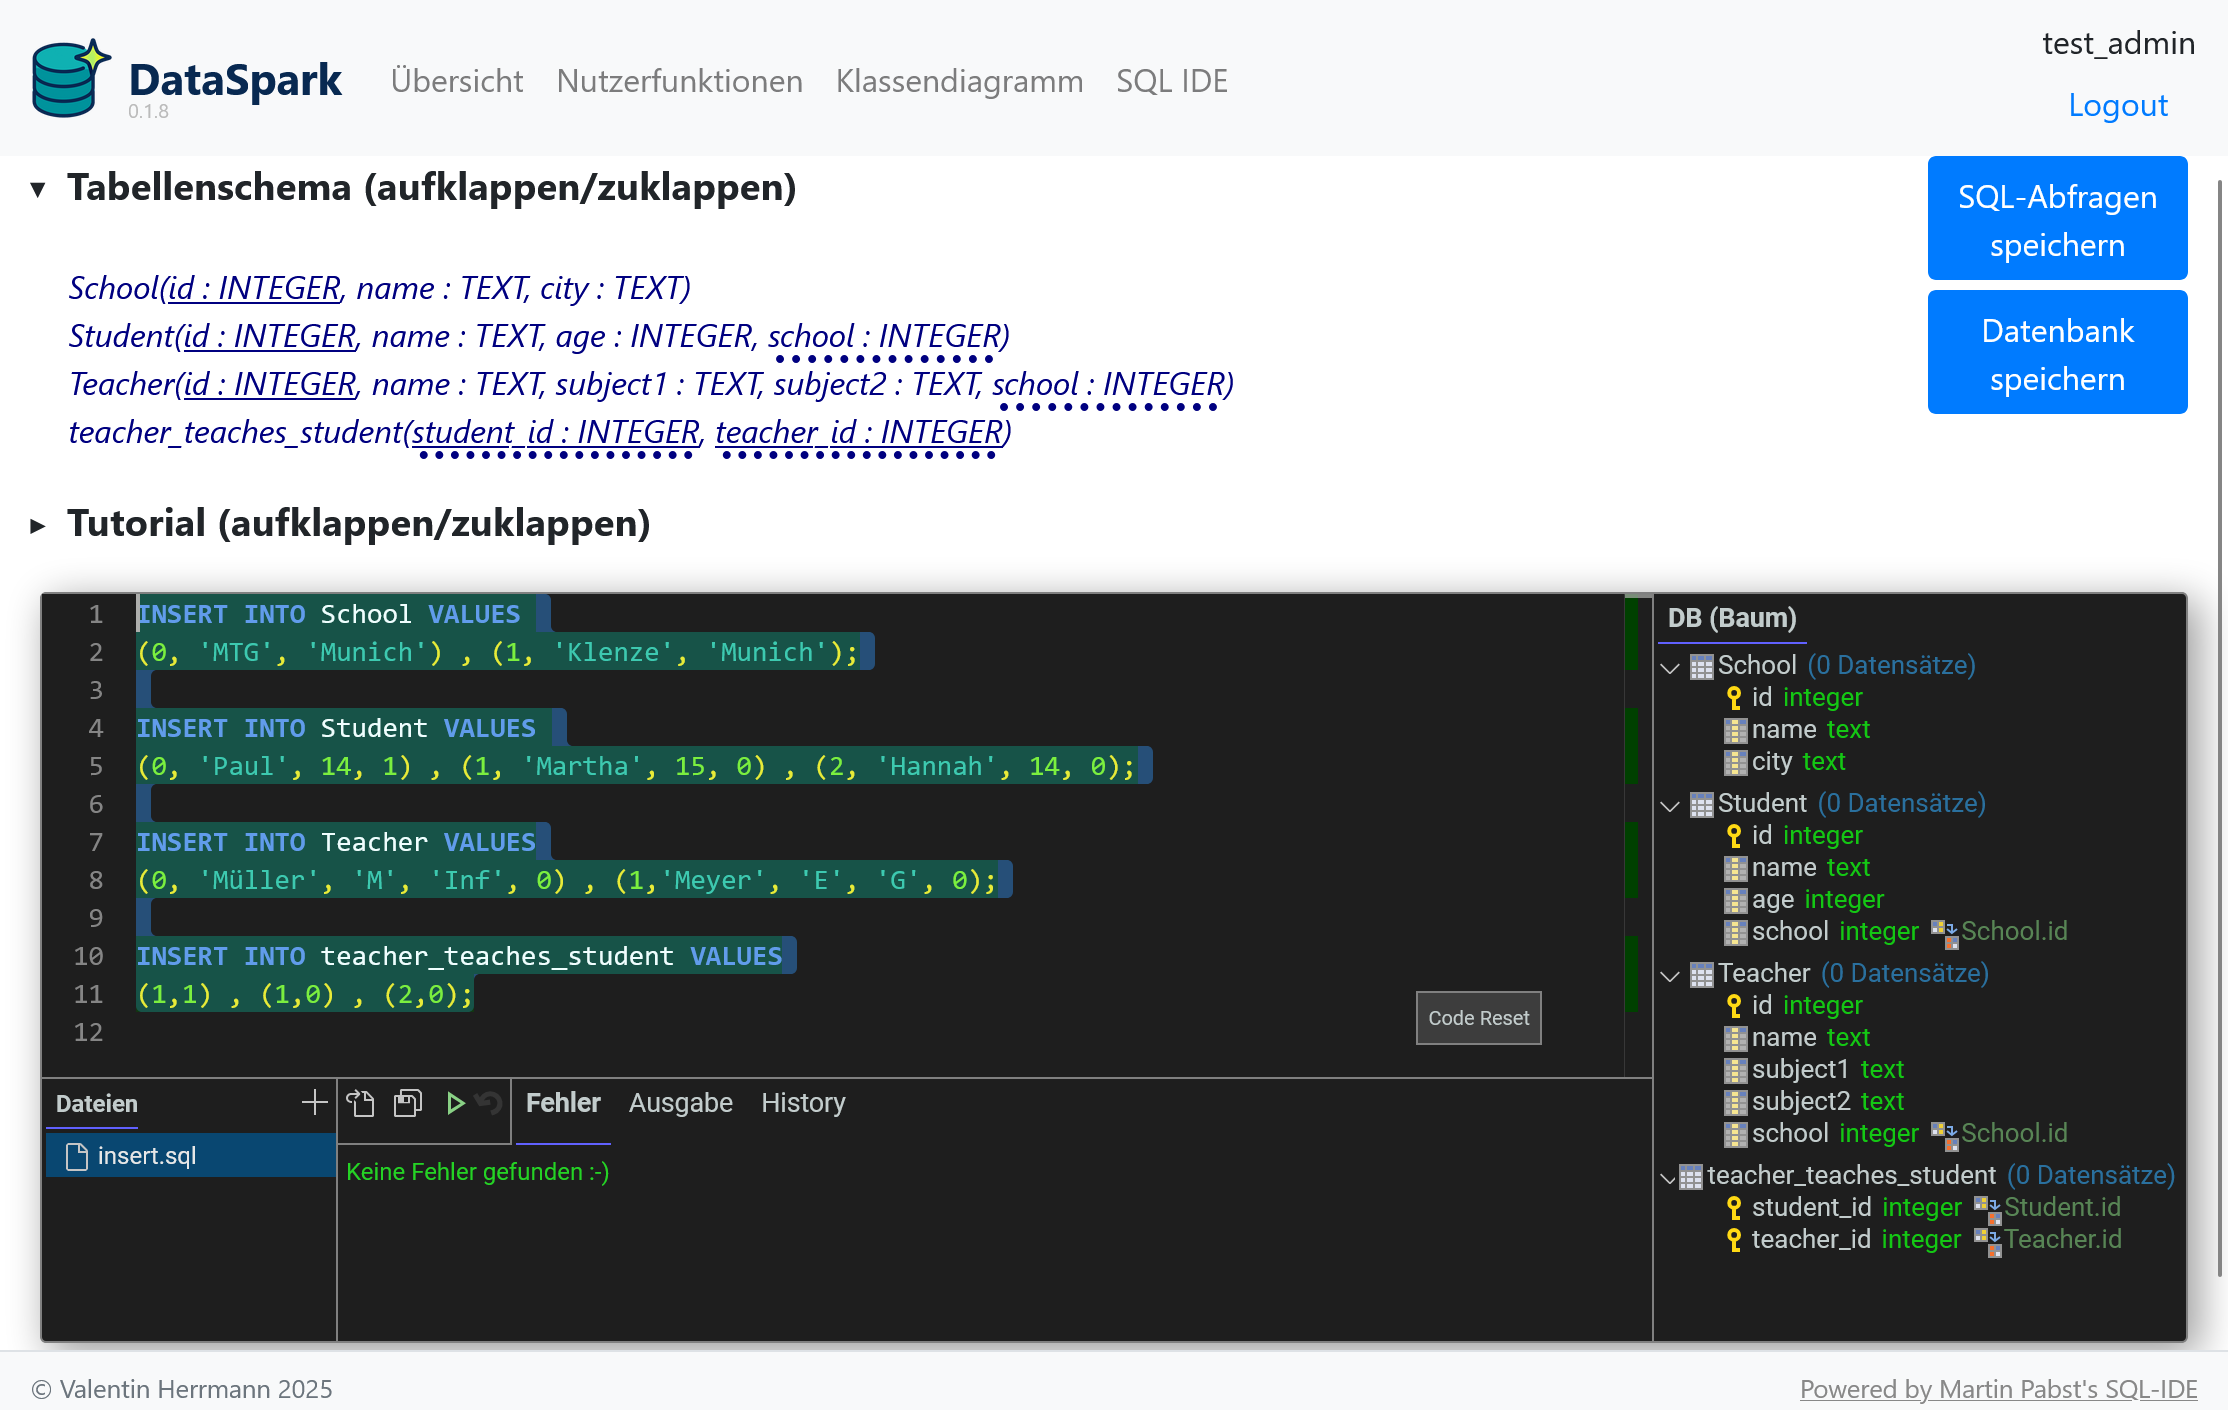 DataSpark
0.1.8
Übersicht Nutzerfunktionen Klassendiagramm SQL IDE
test_admin
Logout
▼ Tabellenschema (aufklappen/zuklappen)
SQL-Abfragen
speichern
Datenbank
speichern
School(id : INTEGER, name : TEXT, city : TEXT)
Student(id : INTEGER, name : TEXT, age : INTEGER, school : INTEGER)
Teacher(id : INTEGER, name : TEXT, subject1 : TEXT, subject2 : TEXT, school : INTEGER)
teacher_teaches_student(student_id : INTEGER, teacher_id : INTEGER)
► Tutorial (aufklappen/zuklappen)
1 INSERT INTO School VALUES
2 (0, 'MTG', 'Munich') , (1, 'Klenze', 'Munich');
3
4 INSERT INTO Student VALUES
5 (0, 'Paul', 14, 1) , (1, 'Martha', 15, 0) , (2, 'Hannah', 14, 0);
6
7 INSERT INTO Teacher VALUES
8 (0, 'Müller', 'M', 'Inf', 0) , (1,'Meyer', 'E', 'G', 0);
9
10 INSERT INTO teacher_teaches_student VALUES
11 (1,1) , (1,0) , (2,0);
12
Code Reset
Dateien
insert.sql
Fehler Ausgabe History
Keine Fehler gefunden :-)
DB (Baum)
School (0 Datensätze)
id integer
name text
city text
Student (0 Datensätze)
id integer
name text
age integer
school integer School.id
Teacher (0 Datensätze)
id integer
name text
subject1 text
subject2 text
school integer School.id
teacher_teaches_student (0 Datensätze)
student_id integer Student.id
teacher_id integer Teacher.id
© Valentin Herrmann 2025
Powered by Martin Pabst's SQL-IDE